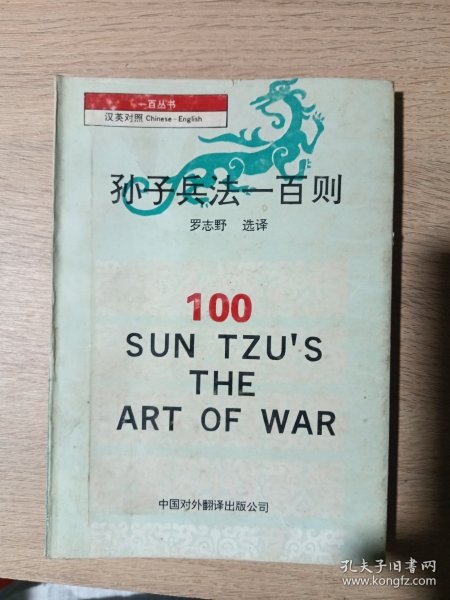 一百丛书
汉英对照 Chinese-English
孙子兵法一百则
罗志野 选译
100
SUN TZU'S
THE
ART OF WAR
中国对外翻译出版公司
孔夫子旧书网
www.kongfz.com